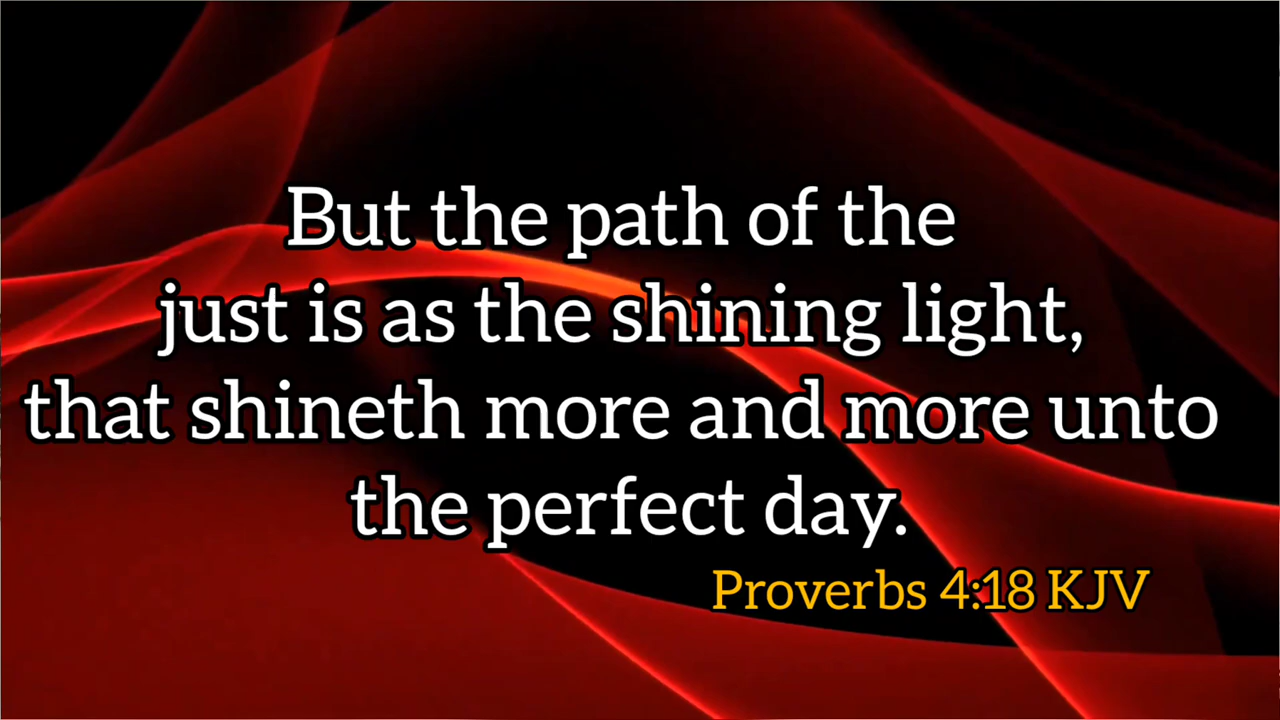 But the path of the
just is as the shining light,
that shineth more and more unto
the perfect day.
Proverbs 4:18 KJV